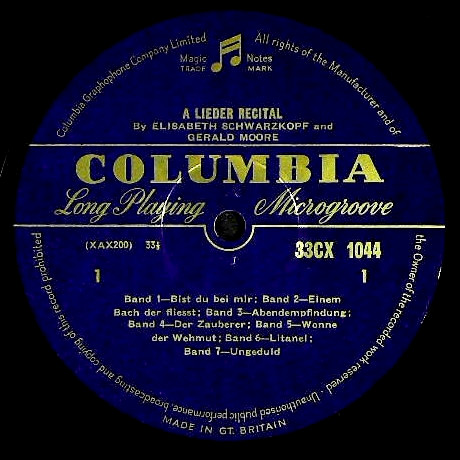 Columbia Graphophone Company Limited
Magic Notes
TRADE MARK
All rights of the Manufacturer and of
the Owner of the recorded work reserved · Unauthorised public performance, broadcasting and copying of this record prohibited
A LIEDER RECITAL
By ELISABETH SCHWARZKOPF and
GERALD MOORE
COLUMBIA
Long Playing Microgroove
(XAX200) 33⅓ 33CX 1044
1 1
Band 1—Bist du bei mir; Band 2—Einem
Bach der fliesst; Band 3—Abendempfindung;
Band 4—Der Zauberer; Band 5—Wonne
der Wehmut; Band 6—Litanei;
Band 7—Ungeduld
MADE IN GT. BRITAIN